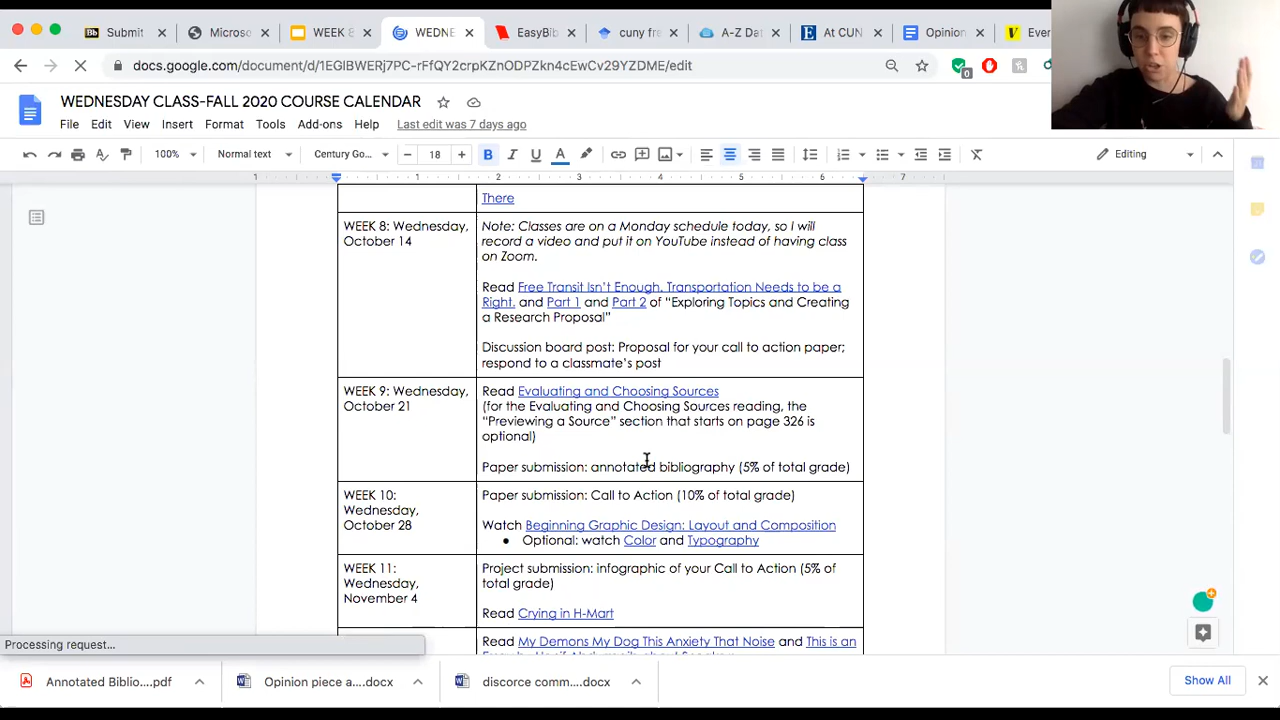 Submit
Microso
WEEK 8
WEDNE
EasyBib
cuny fre
A-Z Dat
At CUN
Opinion
Ever
docs.google.com/document/d/1EGlBWERj7PC-rFfQY2crpKZnODPZkn4cEwCv29YZDME/edit
WEDNESDAY CLASS-FALL 2020 COURSE CALENDAR
File Edit View Insert Format Tools Add-ons Help Last edit was 7 days ago
100% Normal text Century Go... 18 Editing
1 1 2 3 4 5 6 7
There
WEEK 8: Wednesday,
October 14
Note: Classes are on a Monday schedule today, so I will
record a video and put it on YouTube instead of having class
on Zoom.
Read Free Transit Isn't Enough. Transportation Needs to be a
Right. and Part 1 and Part 2 of "Exploring Topics and Creating
a Research Proposal"
Discussion board post: Proposal for your call to action paper;
respond to a classmate's post
WEEK 9: Wednesday,
October 21
Read Evaluating and Choosing Sources
(for the Evaluating and Choosing Sources reading, the
"Previewing a Source" section that starts on page 326 is
optional)
Paper submission: annotated bibliography (5% of total grade)
WEEK 10:
Wednesday,
October 28
Paper submission: Call to Action (10% of total grade)
Watch Beginning Graphic Design: Layout and Composition
● Optional: watch Color and Typography
WEEK 11:
Wednesday,
November 4
Project submission: infographic of your Call to Action (5% of
total grade)
Read Crying in H-Mart
Read My Demons My Dog This Anxiety That Noise and This is an
Processing request...
Annotated Biblio....pdf
Opinion piece a....docx
discorce comm....docx
Show All